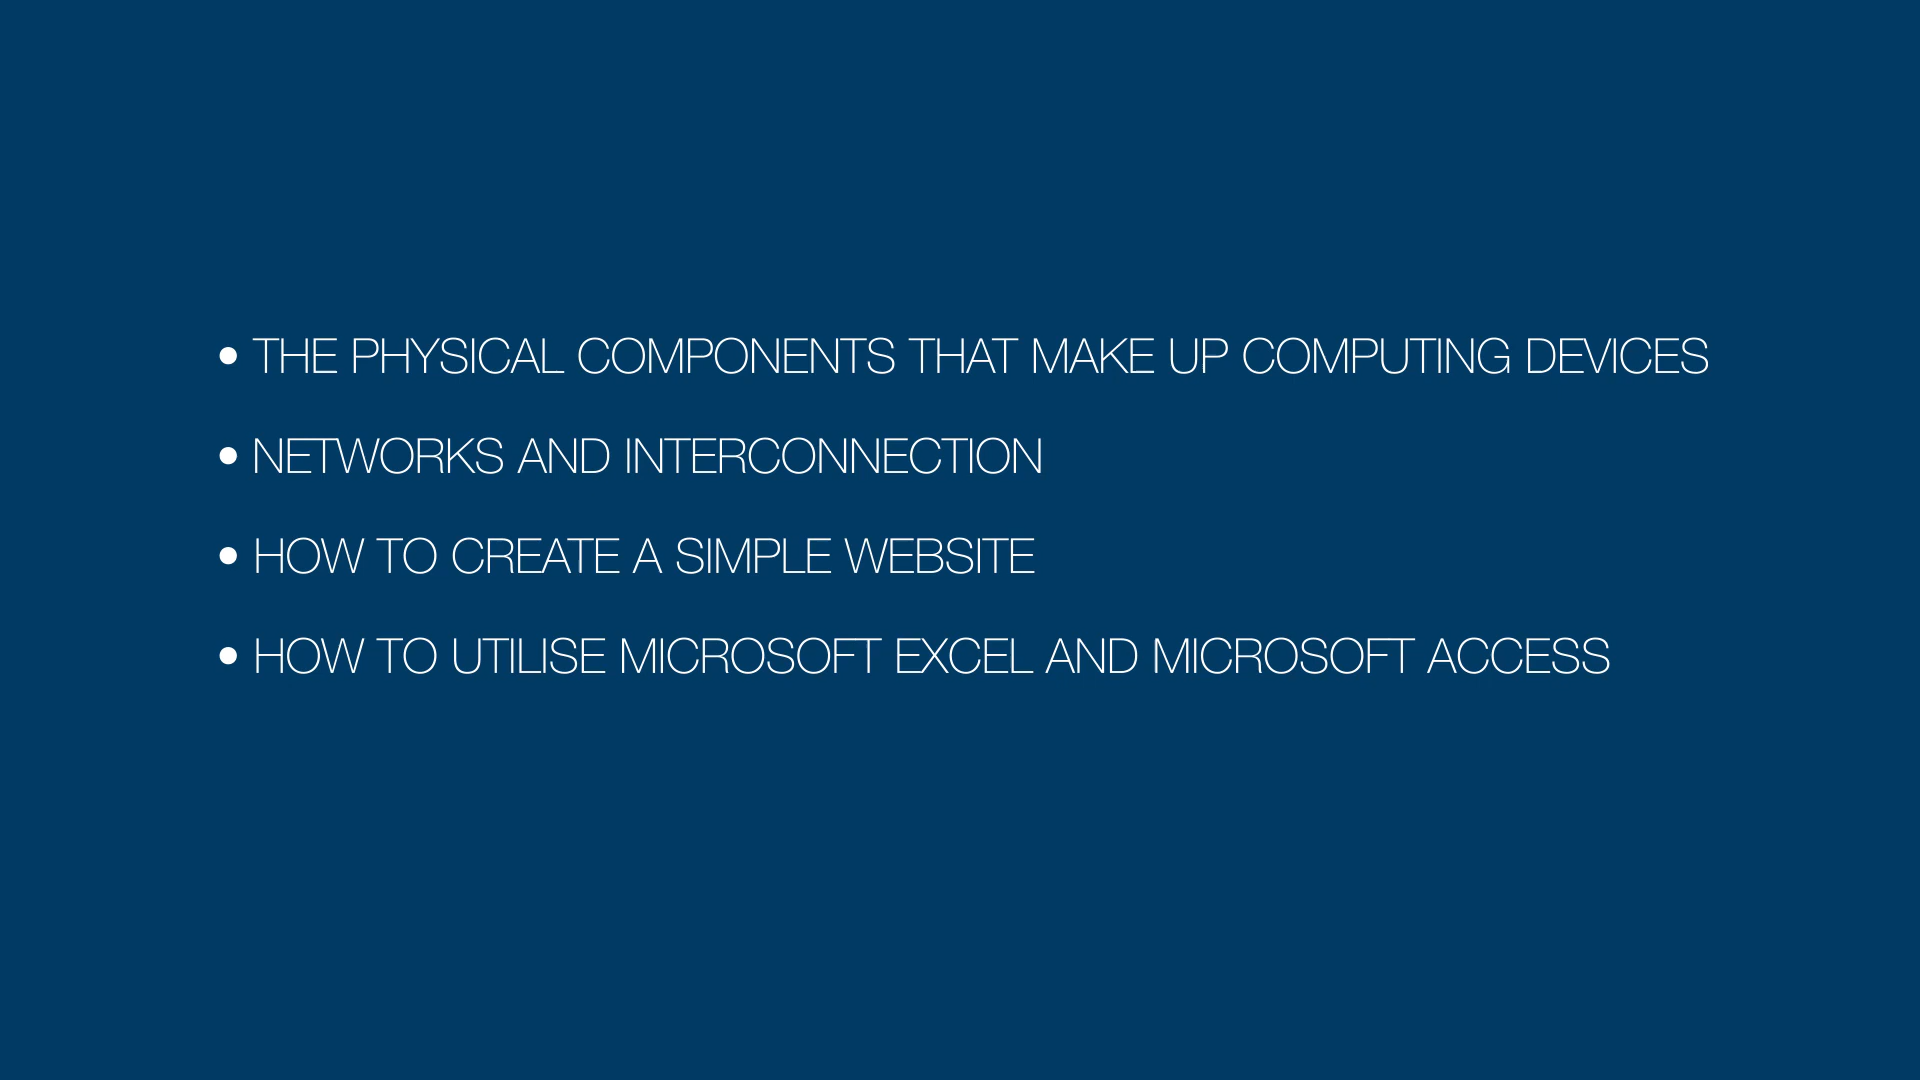 • THE PHYSICAL COMPONENTS THAT MAKE UP COMPUTING DEVICES
• NETWORKS AND INTERCONNECTION
• HOW TO CREATE A SIMPLE WEBSITE
• HOW TO UTILISE MICROSOFT EXCEL AND MICROSOFT ACCESS